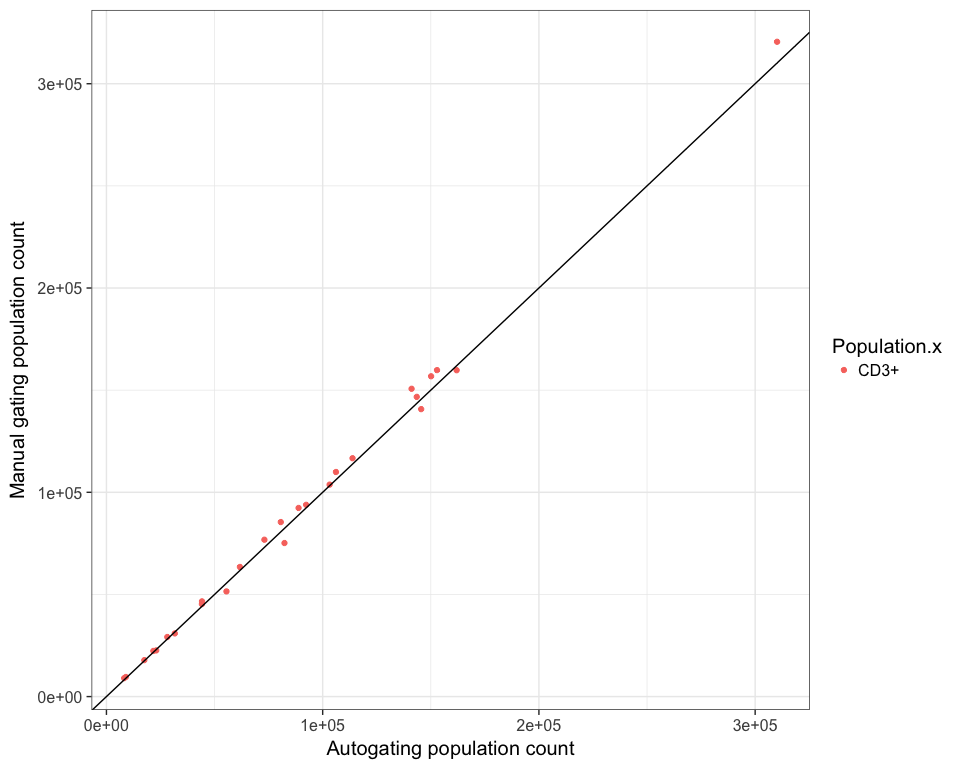 Manual gating population count
3e+05
2e+05
1e+05
0e+00
0e+00 1e+05 2e+05 3e+05
Autogating population count
Population.x
CD3+